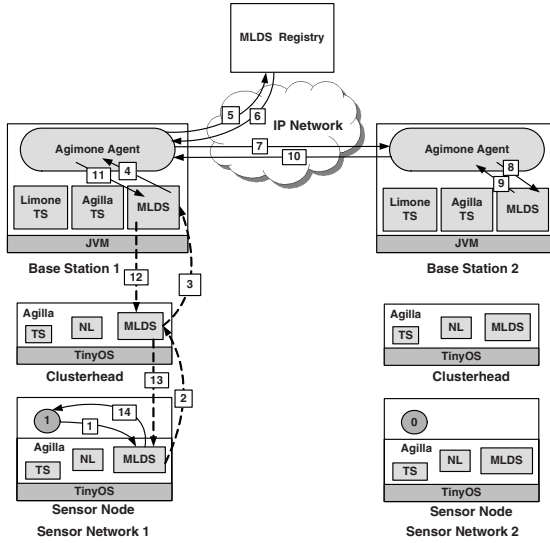 MLDS Registry
5
6
IP Network
7
10
Agimone Agent
11
4
Limone
TS
Agilla
TS
MLDS
JVM
Base Station 1
Agimone Agent
8
9
Limone
TS
Agilla
TS
MLDS
JVM
Base Station 2
12
3
Agilla
TS
NL
MLDS
TinyOS
Clusterhead
Agilla
TS
NL
MLDS
TinyOS
Clusterhead
13
2
1
1
14
Agilla
TS
NL
MLDS
TinyOS
Sensor Node
Sensor Network 1
0
Agilla
TS
NL
MLDS
TinyOS
Sensor Node
Sensor Network 2